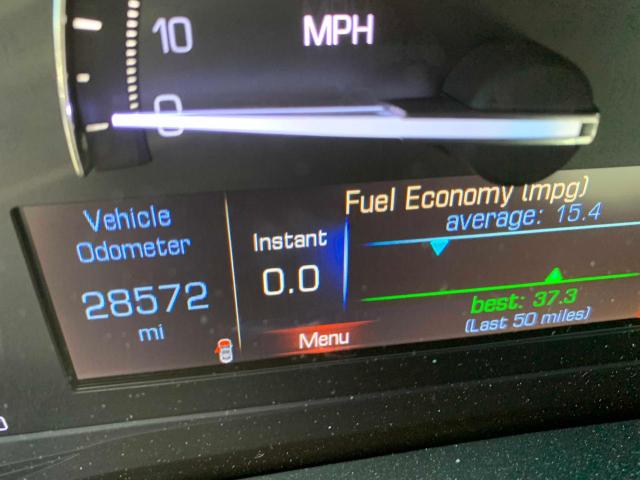 10
MPH
0
Vehicle
Odometer
28572
mi
Instant
0.0
Menu
Fuel Economy (mpg)
average: 15.4
best: 37.3
(Last 50 miles)